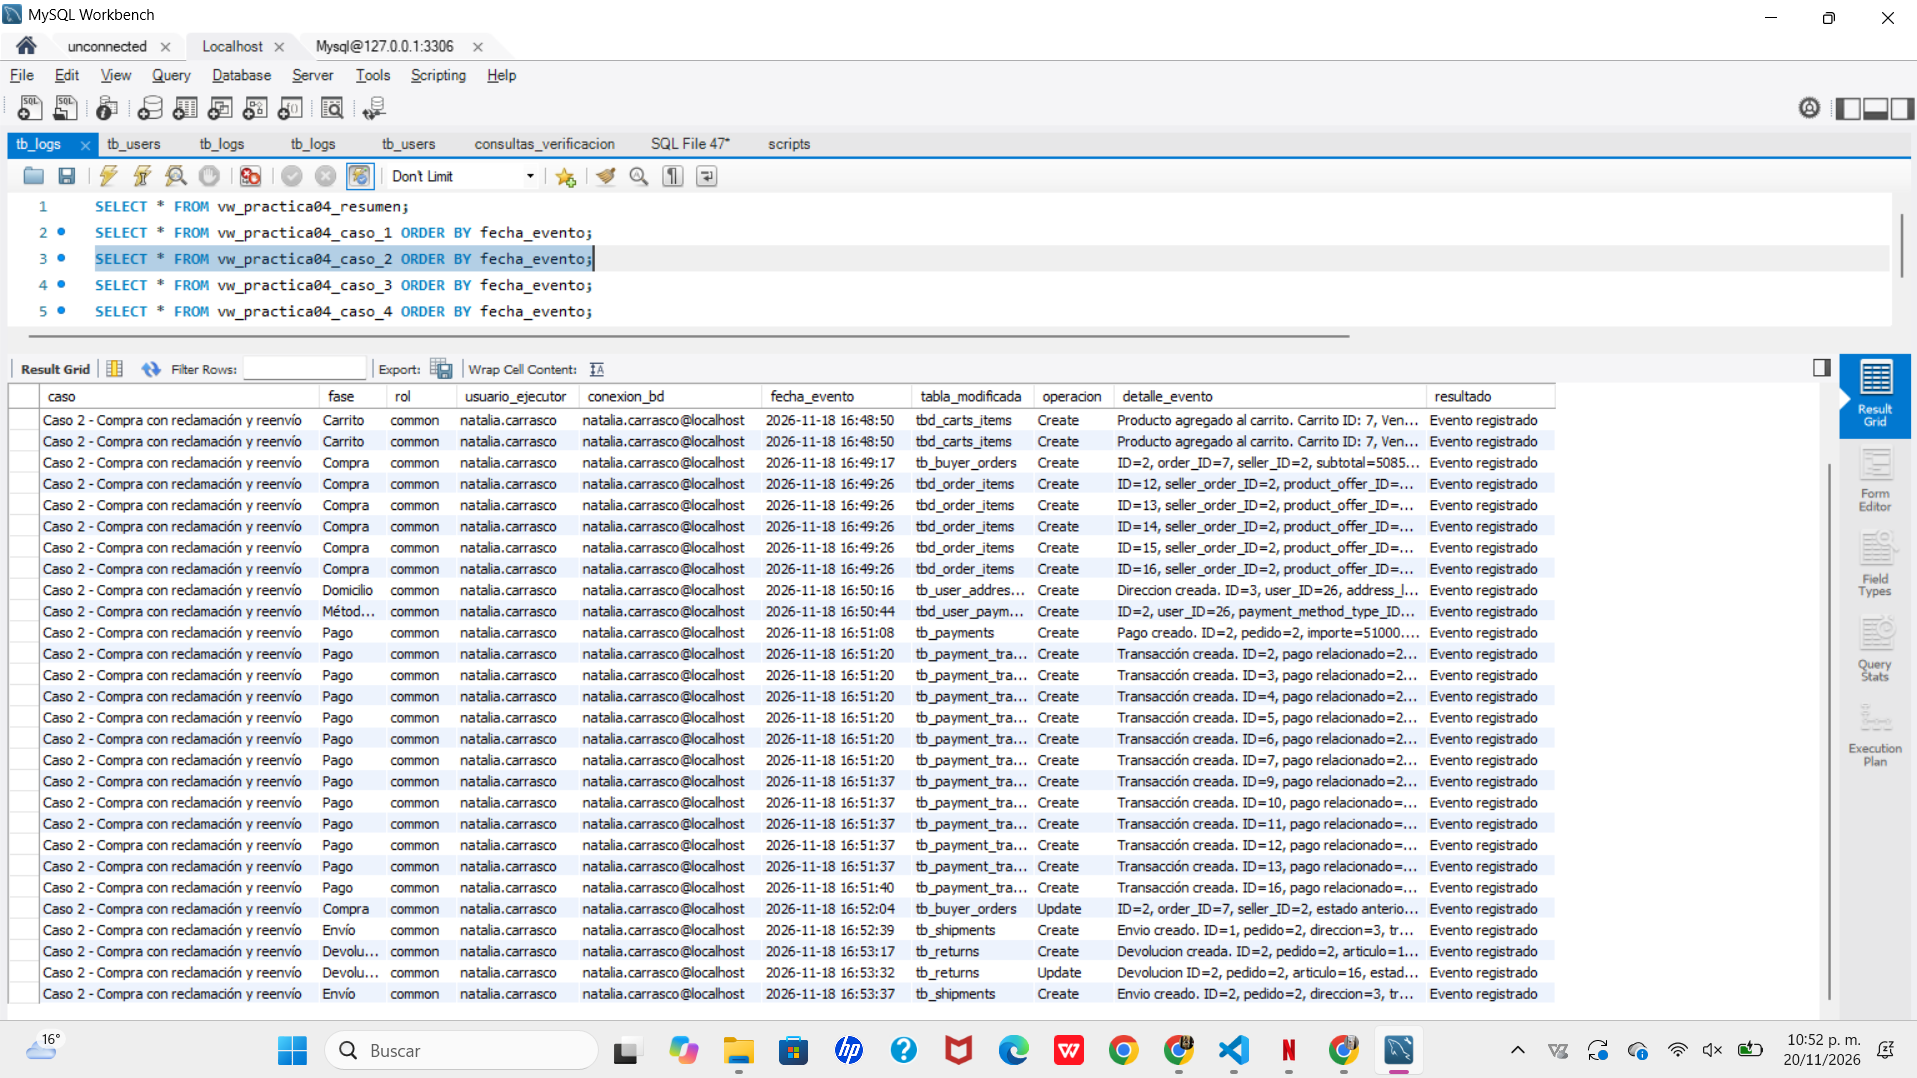 MySQL Workbench
unconnected
Localhost
Mysql@127.0.0.1:3306
File Edit View Query Database Server Tools Scripting Help
tb_logs tb_users tb_logs tb_logs tb_users consultas_verificacion SQL File 47* scripts
Don't Limit
1 SELECT * FROM vw_practica04_resumen;
2 SELECT * FROM vw_practica04_caso_1 ORDER BY fecha_evento;
3 SELECT * FROM vw_practica04_caso_2 ORDER BY fecha_evento;
4 SELECT * FROM vw_practica04_caso_3 ORDER BY fecha_evento;
5 SELECT * FROM vw_practica04_caso_4 ORDER BY fecha_evento;
Result Grid Filter Rows: Export: Wrap Cell Content:
caso fase rol usuario_ejecutor conexion_bd fecha_evento tabla_modificada operacion detalle_evento resultado
Caso 2 - Compra con reclamación y reenvío Carrito common natalia.carrasco natalia.carrasco@localhost 2026-11-18 16:48:50 tbd_carts_items Create Producto agregado al carrito. Carrito ID: 7, Ven... Evento registrado
Caso 2 - Compra con reclamación y reenvío Carrito common natalia.carrasco natalia.carrasco@localhost 2026-11-18 16:48:50 tbd_carts_items Create Producto agregado al carrito. Carrito ID: 7, Ven... Evento registrado
Caso 2 - Compra con reclamación y reenvío Compra common natalia.carrasco natalia.carrasco@localhost 2026-11-18 16:49:17 tb_buyer_orders Create ID=2, order_ID=7, seller_ID=2, subtotal=5085... Evento registrado
Caso 2 - Compra con reclamación y reenvío Compra common natalia.carrasco natalia.carrasco@localhost 2026-11-18 16:49:26 tbd_order_items Create ID=12, seller_order_ID=2, product_offer_ID=... Evento registrado
Caso 2 - Compra con reclamación y reenvío Compra common natalia.carrasco natalia.carrasco@localhost 2026-11-18 16:49:26 tbd_order_items Create ID=13, seller_order_ID=2, product_offer_ID=... Evento registrado
Caso 2 - Compra con reclamación y reenvío Compra common natalia.carrasco natalia.carrasco@localhost 2026-11-18 16:49:26 tbd_order_items Create ID=14, seller_order_ID=2, product_offer_ID=... Evento registrado
Caso 2 - Compra con reclamación y reenvío Compra common natalia.carrasco natalia.carrasco@localhost 2026-11-18 16:49:26 tbd_order_items Create ID=15, seller_order_ID=2, product_offer_ID=... Evento registrado
Caso 2 - Compra con reclamación y reenvío Compra common natalia.carrasco natalia.carrasco@localhost 2026-11-18 16:49:26 tbd_order_items Create ID=16, seller_order_ID=2, product_offer_ID=... Evento registrado
Caso 2 - Compra con reclamación y reenvío Domicilio common natalia.carrasco natalia.carrasco@localhost 2026-11-18 16:50:16 tb_user_addres... Create Direccion creada. ID=3, user_ID=26, address_l... Evento registrado
Caso 2 - Compra con reclamación y reenvío Métod... common natalia.carrasco natalia.carrasco@localhost 2026-11-18 16:50:44 tbd_user_paym... Create ID=2, user_ID=26, payment_method_type_ID... Evento registrado
Caso 2 - Compra con reclamación y reenvío Pago common natalia.carrasco natalia.carrasco@localhost 2026-11-18 16:51:08 tb_payments Create Pago creado. ID=2, pedido=2, importe=51000.... Evento registrado
Caso 2 - Compra con reclamación y reenvío Pago common natalia.carrasco natalia.carrasco@localhost 2026-11-18 16:51:20 tb_payment_tra... Create Transacción creada. ID=2, pago relacionado=2... Evento registrado
Caso 2 - Compra con reclamación y reenvío Pago common natalia.carrasco natalia.carrasco@localhost 2026-11-18 16:51:20 tb_payment_tra... Create Transacción creada. ID=3, pago relacionado=2... Evento registrado
Caso 2 - Compra con reclamación y reenvío Pago common natalia.carrasco natalia.carrasco@localhost 2026-11-18 16:51:20 tb_payment_tra... Create Transacción creada. ID=4, pago relacionado=2... Evento registrado
Caso 2 - Compra con reclamación y reenvío Pago common natalia.carrasco natalia.carrasco@localhost 2026-11-18 16:51:20 tb_payment_tra... Create Transacción creada. ID=5, pago relacionado=2... Evento registrado
Caso 2 - Compra con reclamación y reenvío Pago common natalia.carrasco natalia.carrasco@localhost 2026-11-18 16:51:20 tb_payment_tra... Create Transacción creada. ID=6, pago relacionado=2... Evento registrado
Caso 2 - Compra con reclamación y reenvío Pago common natalia.carrasco natalia.carrasco@localhost 2026-11-18 16:51:20 tb_payment_tra... Create Transacción creada. ID=7, pago relacionado=2... Evento registrado
Caso 2 - Compra con reclamación y reenvío Pago common natalia.carrasco natalia.carrasco@localhost 2026-11-18 16:51:37 tb_payment_tra... Create Transacción creada. ID=9, pago relacionado=2... Evento registrado
Caso 2 - Compra con reclamación y reenvío Pago common natalia.carrasco natalia.carrasco@localhost 2026-11-18 16:51:37 tb_payment_tra... Create Transacción creada. ID=10, pago relacionado=... Evento registrado
Caso 2 - Compra con reclamación y reenvío Pago common natalia.carrasco natalia.carrasco@localhost 2026-11-18 16:51:37 tb_payment_tra... Create Transacción creada. ID=11, pago relacionado=... Evento registrado
Caso 2 - Compra con reclamación y reenvío Pago common natalia.carrasco natalia.carrasco@localhost 2026-11-18 16:51:37 tb_payment_tra... Create Transacción creada. ID=12, pago relacionado=... Evento registrado
Caso 2 - Compra con reclamación y reenvío Pago common natalia.carrasco natalia.carrasco@localhost 2026-11-18 16:51:37 tb_payment_tra... Create Transacción creada. ID=13, pago relacionado=... Evento registrado
Caso 2 - Compra con reclamación y reenvío Pago common natalia.carrasco natalia.carrasco@localhost 2026-11-18 16:51:40 tb_payment_tra... Create Transacción creada. ID=16, pago relacionado=... Evento registrado
Caso 2 - Compra con reclamación y reenvío Compra common natalia.carrasco natalia.carrasco@localhost 2026-11-18 16:52:04 tb_buyer_orders Update ID=2, order_ID=7, seller_ID=2, estado anterio... Evento registrado
Caso 2 - Compra con reclamación y reenvío Envío common natalia.carrasco natalia.carrasco@localhost 2026-11-18 16:52:39 tb_shipments Create Envio creado. ID=1, pedido=2, direccion=3, tr... Evento registrado
Caso 2 - Compra con reclamación y reenvío Devolu... common natalia.carrasco natalia.carrasco@localhost 2026-11-18 16:53:17 tb_returns Create Devolucion creada. ID=2, pedido=2, articulo=1... Evento registrado
Caso 2 - Compra con reclamación y reenvío Devolu... common natalia.carrasco natalia.carrasco@localhost 2026-11-18 16:53:32 tb_returns Update Devolucion ID=2, pedido=2, articulo=16, estad... Evento registrado
Caso 2 - Compra con reclamación y reenvío Envío common natalia.carrasco natalia.carrasco@localhost 2026-11-18 16:53:37 tb_shipments Create Envio creado. ID=2, pedido=2, direccion=3, tr... Evento registrado
Result
Grid
Form
Editor
Field
Types
Query
Stats
Execution
Plan
16°
Buscar
10:52 p. m.
20/11/2026